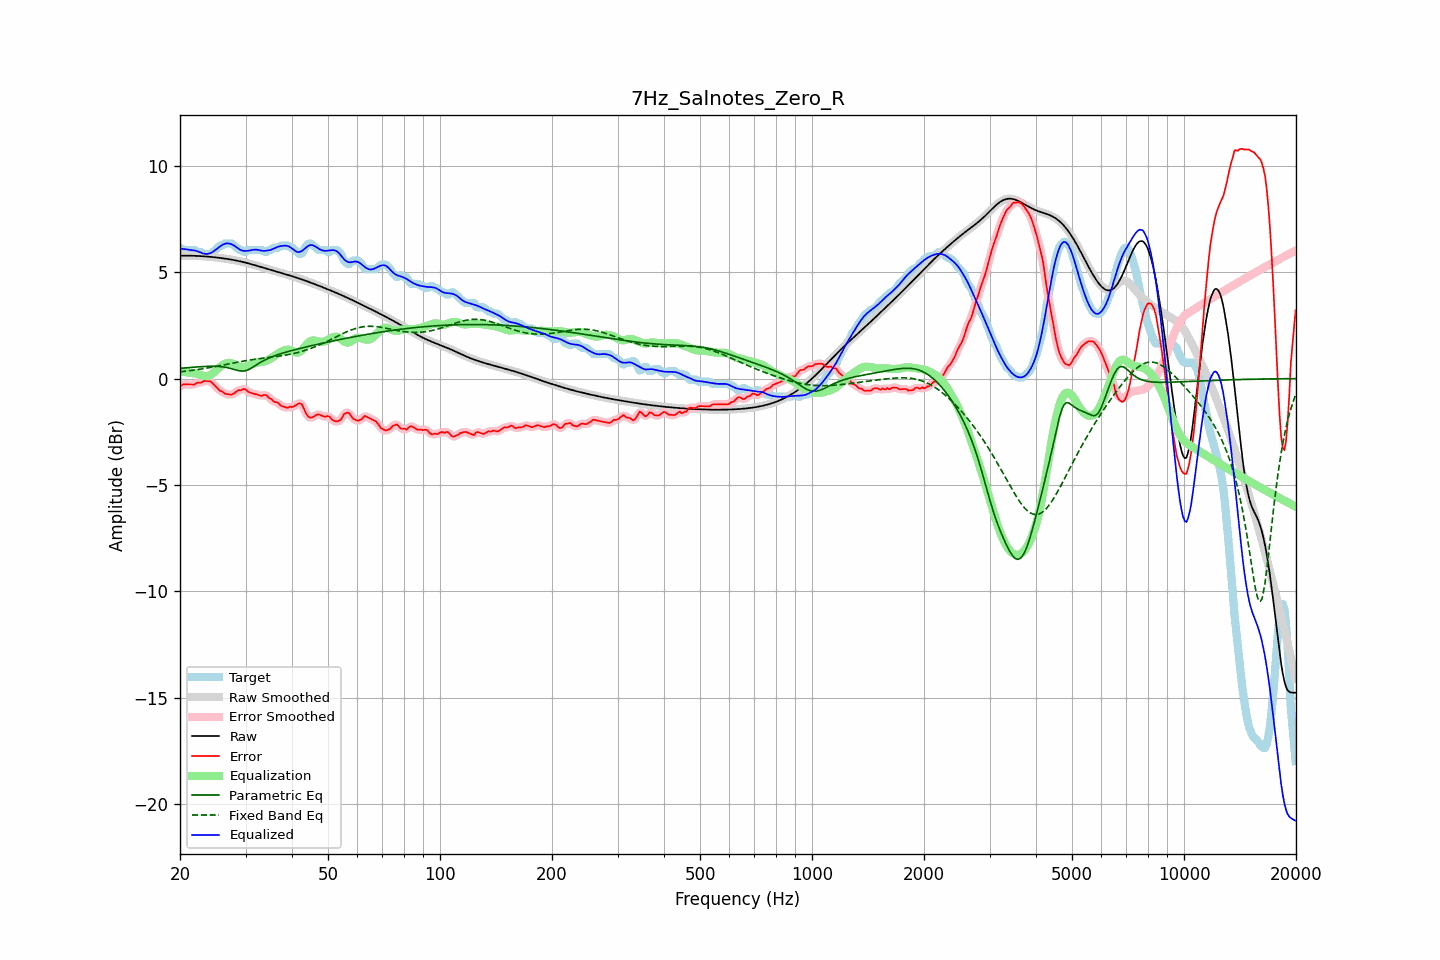 7Hz_Salnotes_Zero_R
Amplitude (dBr)
10
5
0
−5
−10
−15
−20
Target
Raw Smoothed
Error Smoothed
Raw
Error
Equalization
Parametric Eq
Fixed Band Eq
Equalized
20 50 100 200 500 1000 2000 5000 10000 20000
Frequency (Hz)